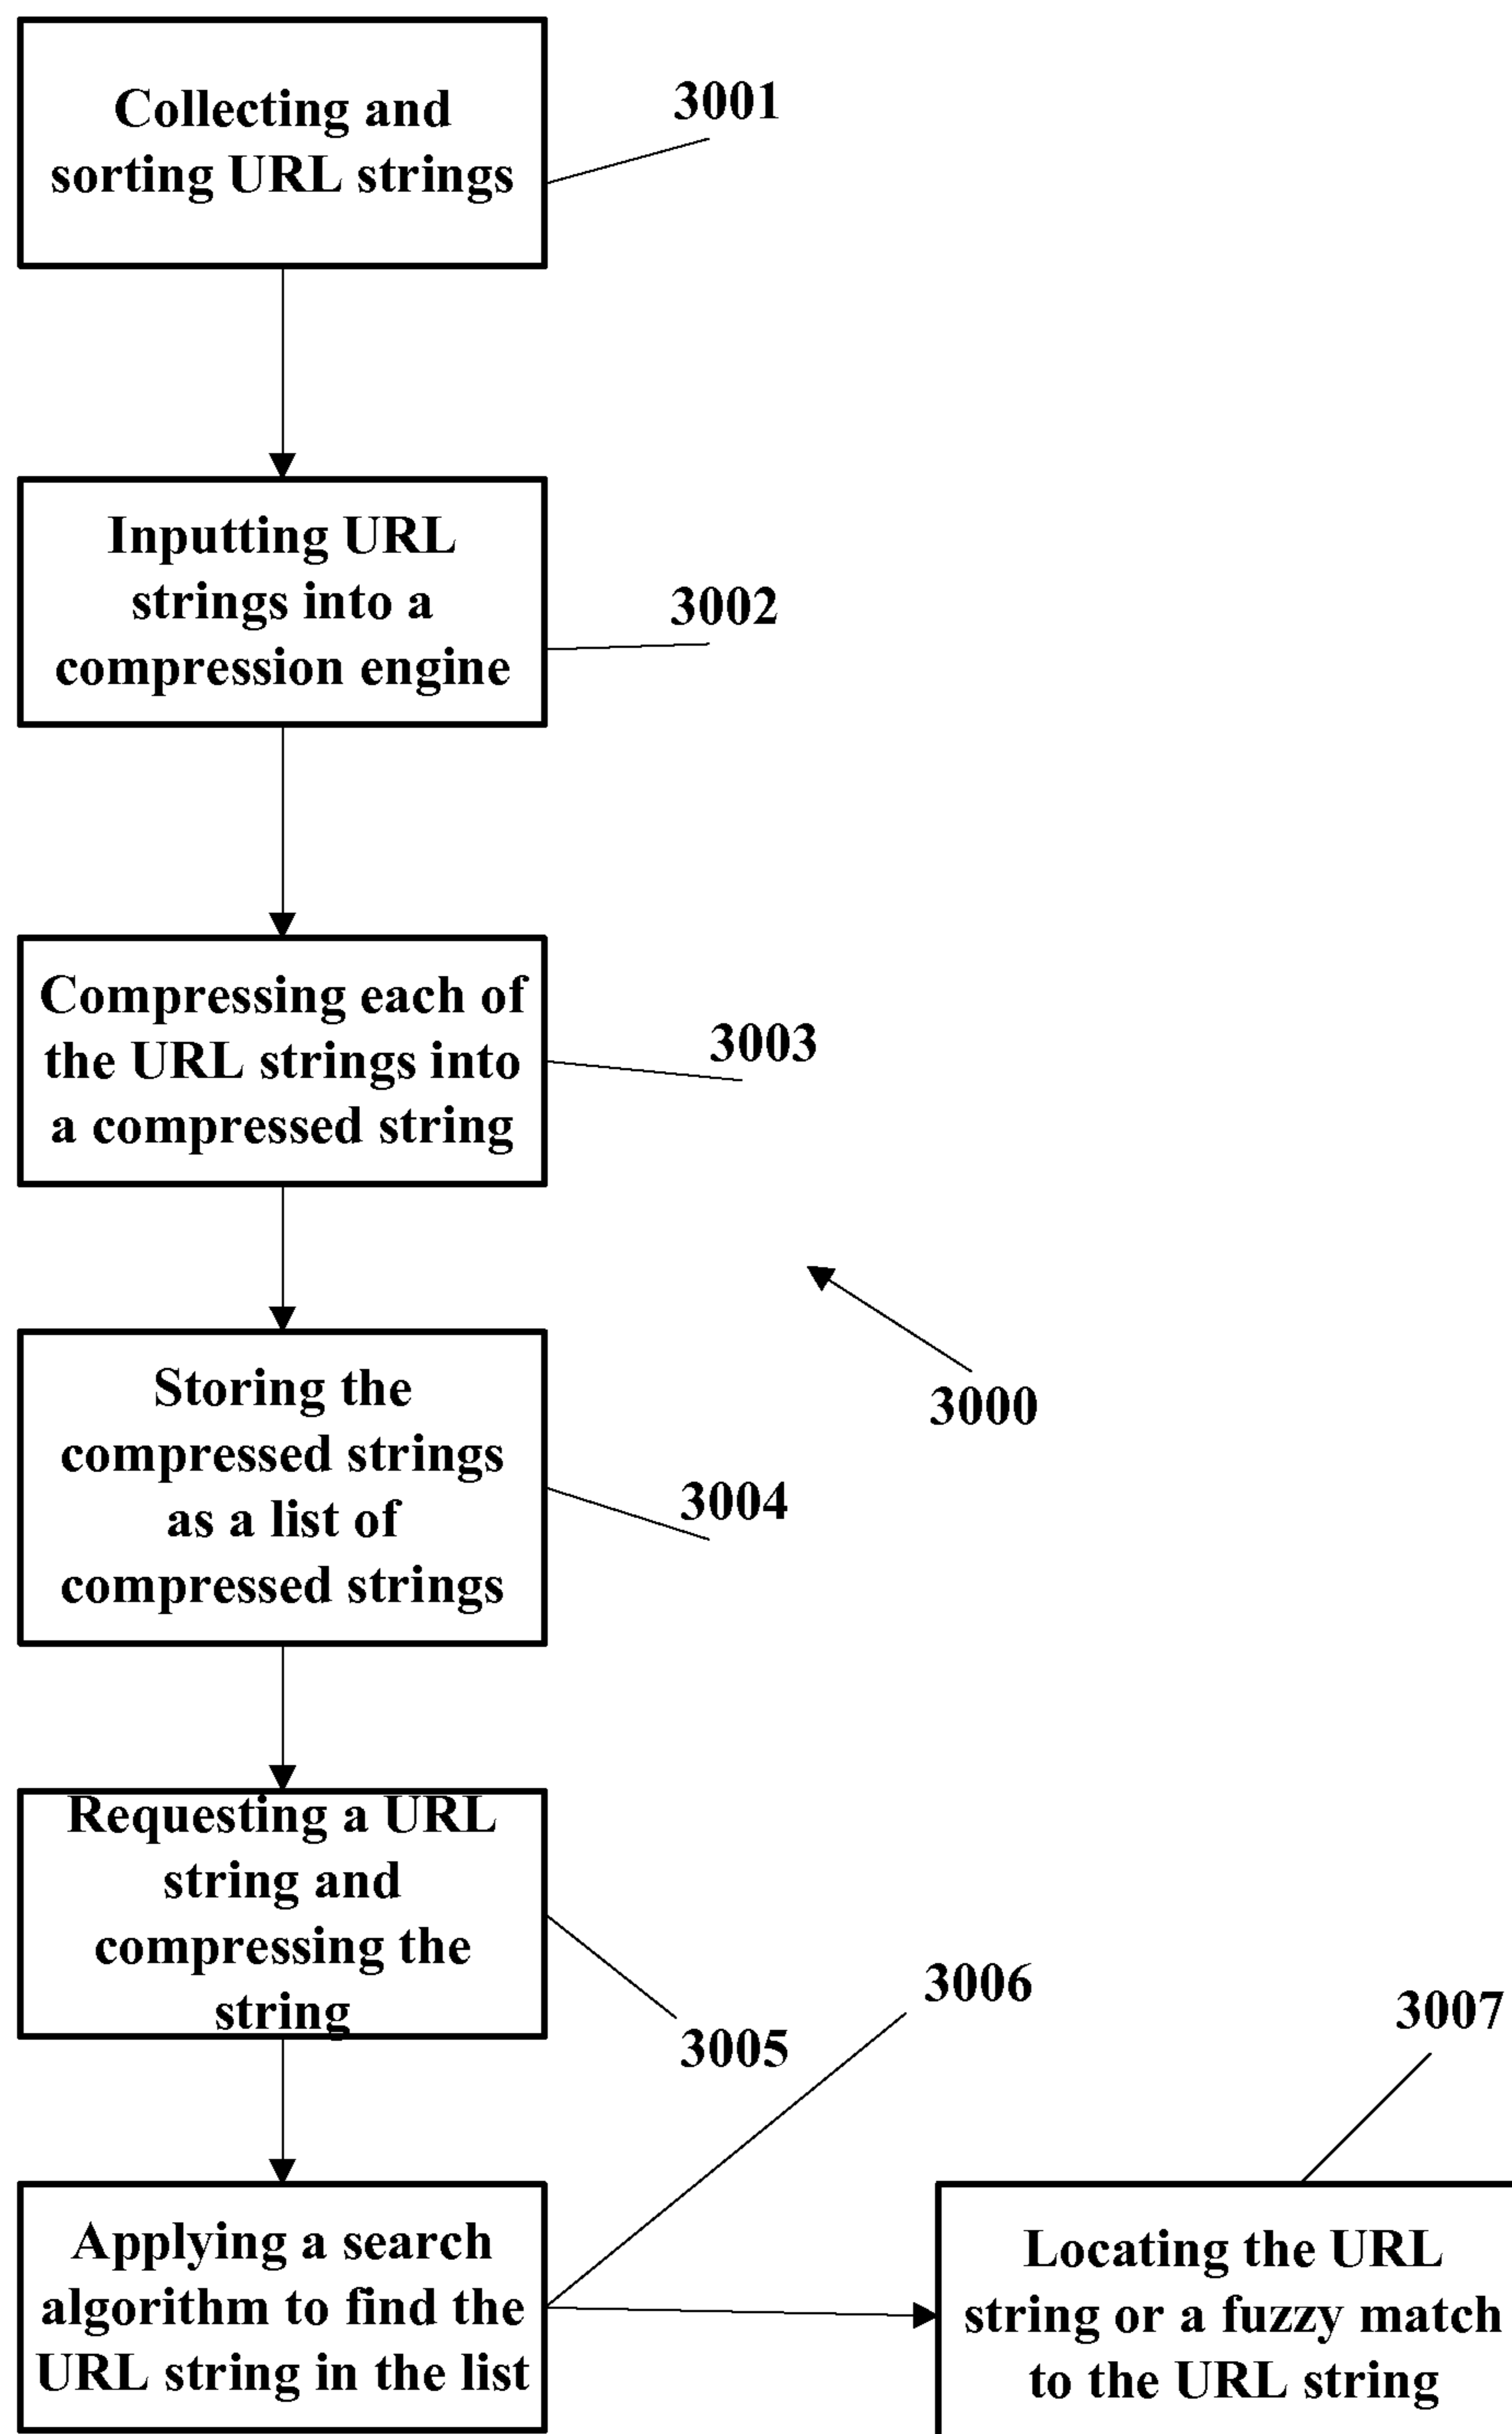 Collecting and
sorting URL strings
3001
Inputting URL
strings into a
compression engine
3002
Compressing each of
the URL strings into
a compressed string
3003
3000
Storing the
compressed strings
as a list of
compressed strings
3004
Requesting a URL
string and
compressing the
string
3005
3006
3007
Applying a search
algorithm to find the
URL string in the list
Locating the URL
string or a fuzzy match
to the URL string